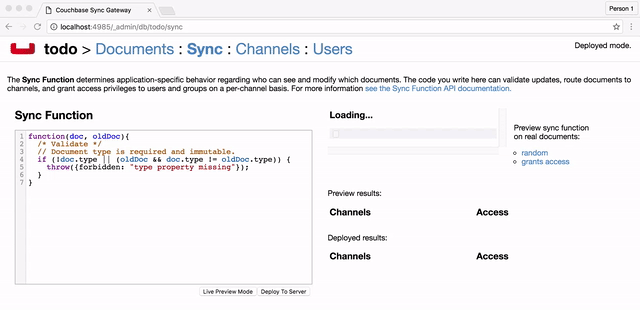 Couchbase Sync Gateway
Person 1
localhost:4985/_admin/db/todo/sync
todo > Documents : Sync : Channels : Users
Deployed mode.
The Sync Function determines application-specific behavior regarding who can see and modify which documents. The code you write here can validate updates, route documents to
channels, and grant access privileges to users and groups on a per-channel basis. For more information see the Sync Function API documentation.
Sync Function
1 function(doc, oldDoc){
2 /* Validate */
3 // Document type is required and immutable.
4 if (!doc.type || (oldDoc && doc.type != oldDoc.type)) {
5 throw({forbidden: "type property missing"});
6 }
7 }
Live Preview Mode
Deploy To Server
Loading...
Preview sync function
on real documents:
random
grants access
Preview results:
Channels
Access
Deployed results:
Channels
Access